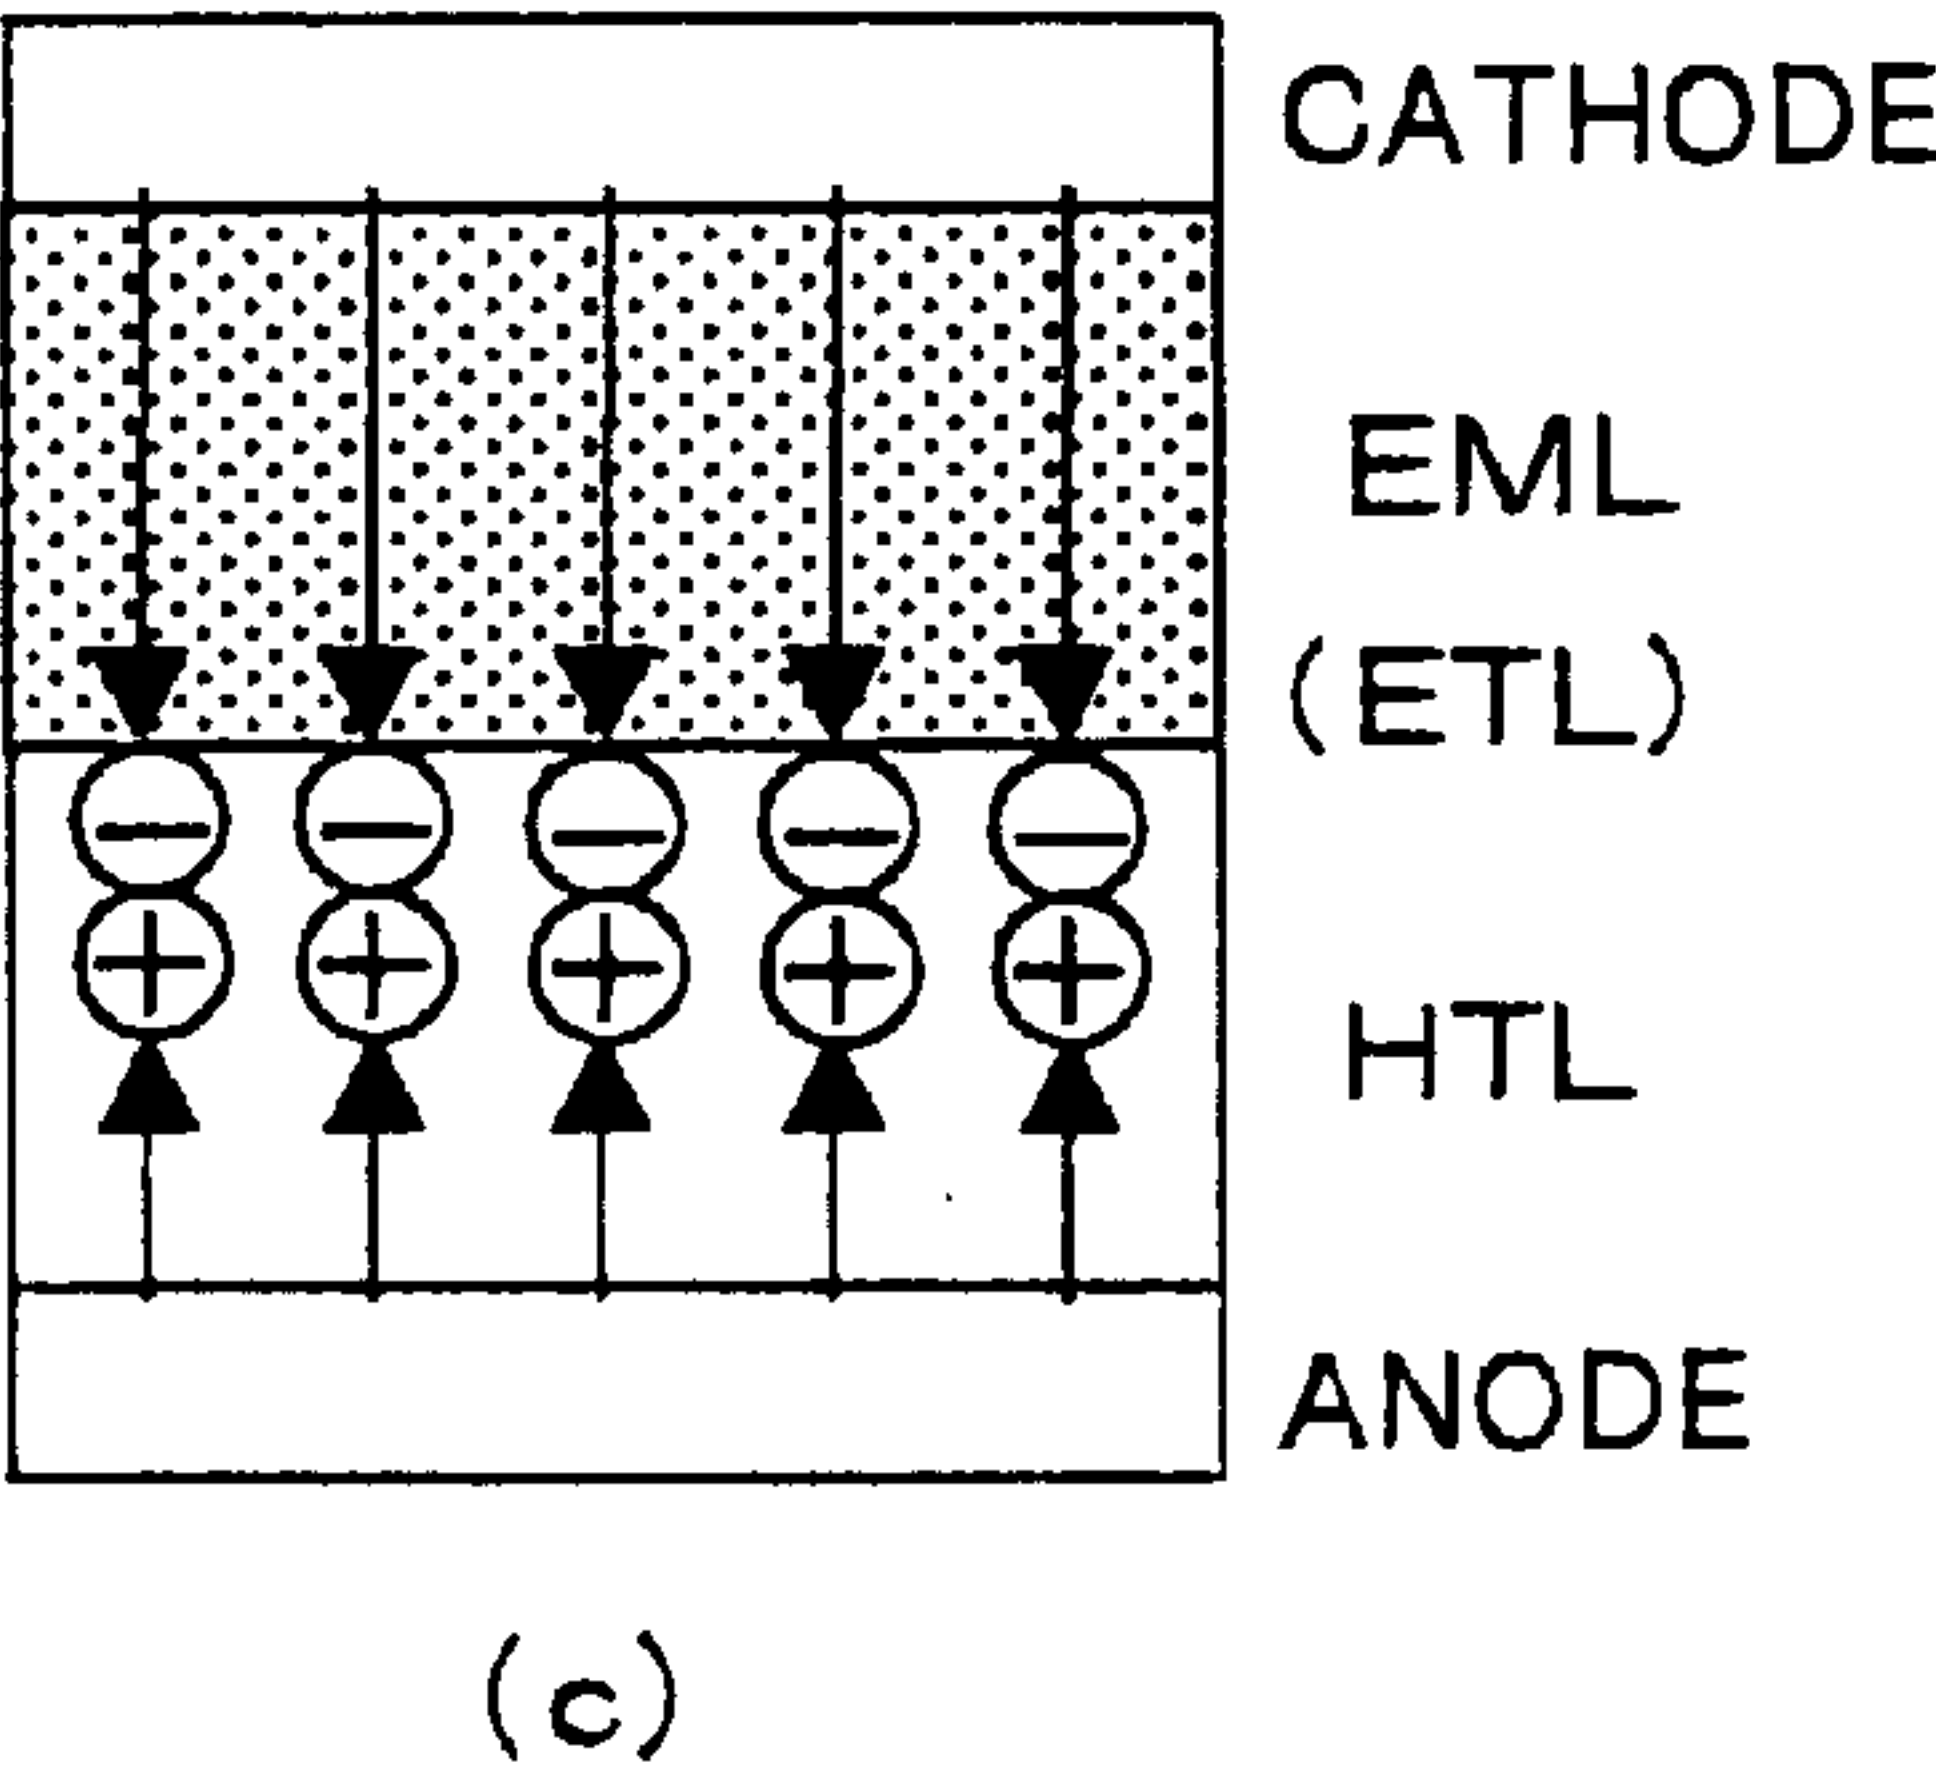 CATHODE
EML
(ETL)
HTL
ANODE
(c)